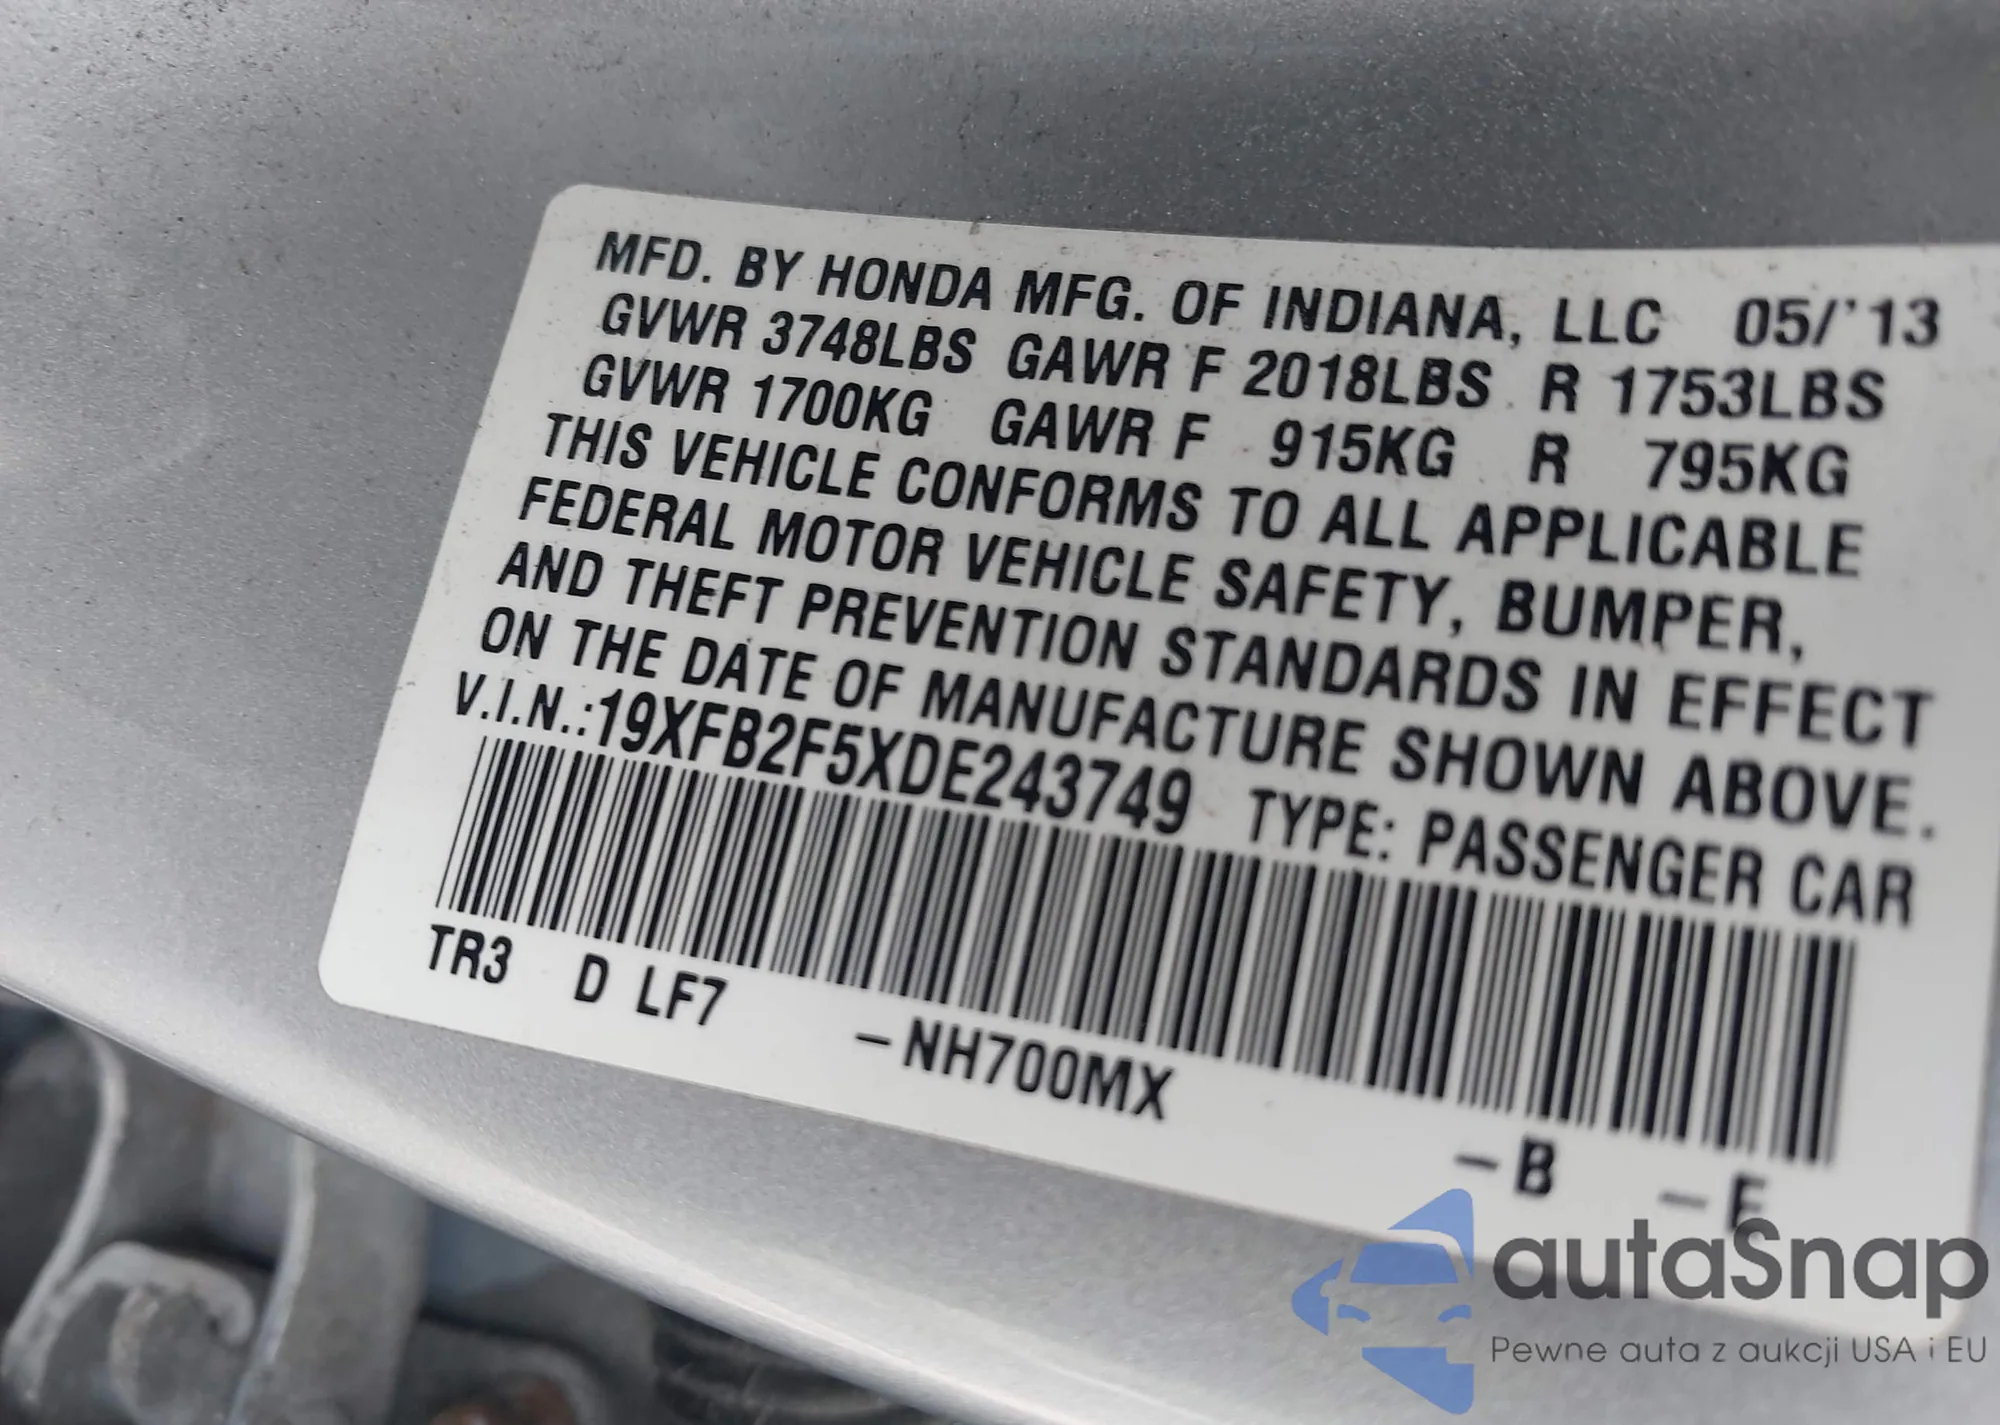 MFD. BY HONDA MFG. OF INDIANA, LLC 05/'13
GVWR 3748LBS GAWR F 2018LBS R 1753LBS
GVWR 1700KG GAWR F 915KG R 795KG
THIS VEHICLE CONFORMS TO ALL APPLICABLE
FEDERAL MOTOR VEHICLE SAFETY, BUMPER,
AND THEFT PREVENTION STANDARDS IN EFFECT
ON THE DATE OF MANUFACTURE SHOWN ABOVE.
V.I.N.:19XFB2F5XDE243749 TYPE: PASSENGER CAR
TR3 D LF7 –NH700MX –B –E
autaSnap
Pewne auta z aukcji USA i EU